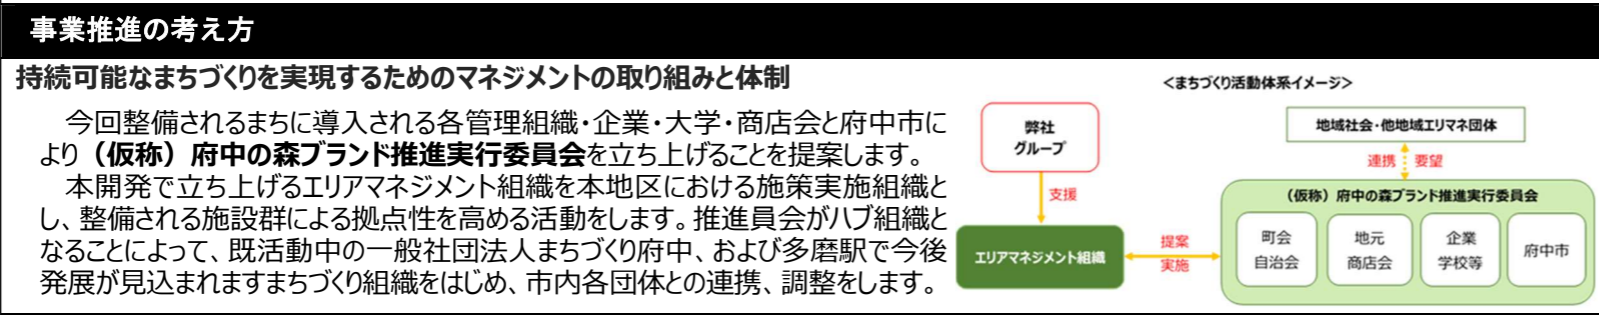 事業推進の考え方
持続可能なまちづくりを実現するためのマネジメントの取り組みと体制
今回整備されるまちに導入される各管理組織・企業・大学・商店会と府中市に
より（仮称）府中の森ブランド推進実行委員会を立ち上げることを提案します。
本開発で立ち上げるエリアマネジメント組織を本地区における施策実施組織と
し、整備される施設群による拠点性を高める活動をします。推進員会がハブ組織と
なることによって、既活動中の一般社団法人まちづくり府中、および多磨駅で今後
発展が見込まれますまちづくり組織をはじめ、市内各団体との連携、調整をします。
<まちづくり活動体系イメージ>
弊社
グループ
支援
エリアマネジメント組織
提案
実施
地域社会・他地域エリマネ団体
連携
要望
（仮称）府中の森ブランド推進実行委員会
町会
自治会
地元
商店会
企業
学校等
府中市